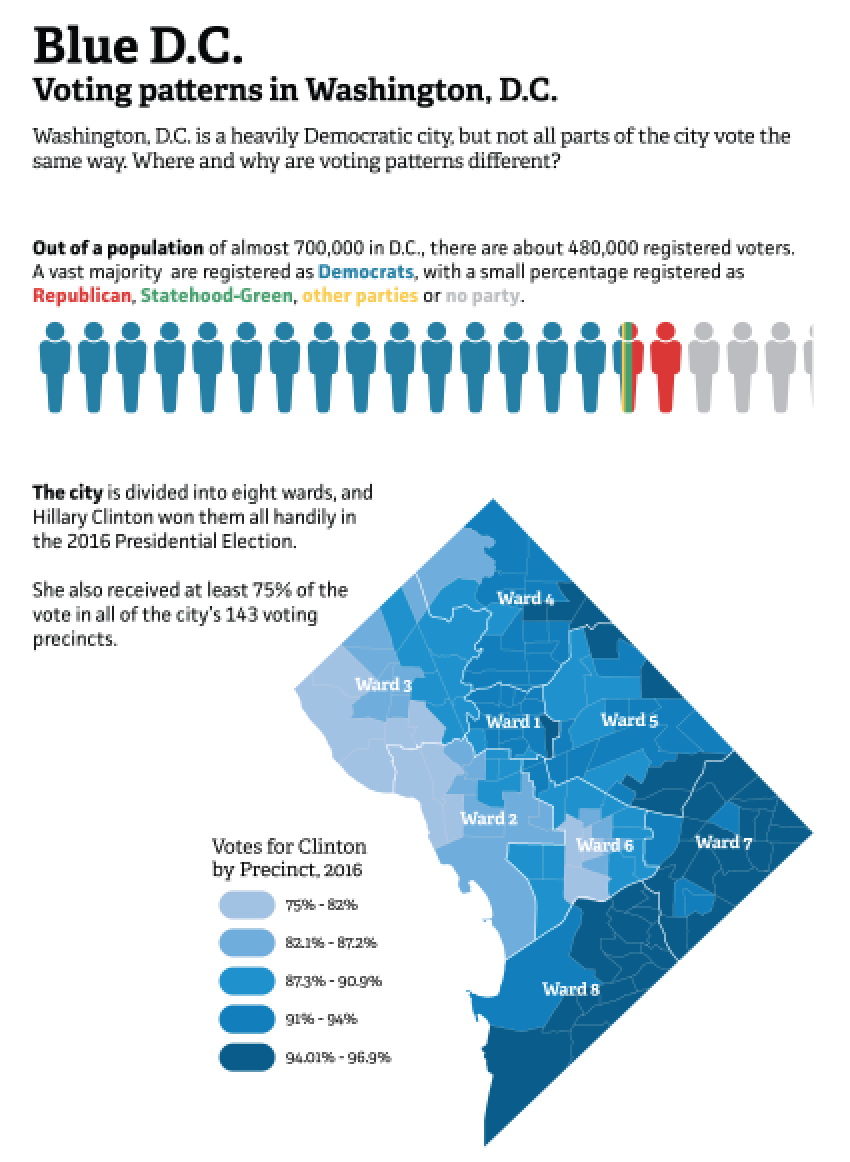 Blue D.C.
Voting patterns in Washington, D.C.
Washington, D.C. is a heavily Democratic city, but not all parts of the city vote the
same way. Where and why are voting patterns different?
Out of a population of almost 700,000 in D.C., there are about 480,000 registered voters.
A vast majority are registered as Democrats, with a small percentage registered as
Republican, Statehood-Green, other parties or no party.
The city is divided into eight wards, and
Hillary Clinton won them all handily in
the 2016 Presidential Election.
She also received at least 75% of the
vote in all of the city's 143 voting
precincts.
Ward 4
Ward 3
Ward 1
Ward 5
Ward 2
Ward 6
Ward 7
Ward 8
Votes for Clinton
by Precinct, 2016
75% - 82%
82.1% - 87.2%
87.3% - 90.9%
91% - 94%
94.01% - 96.9%